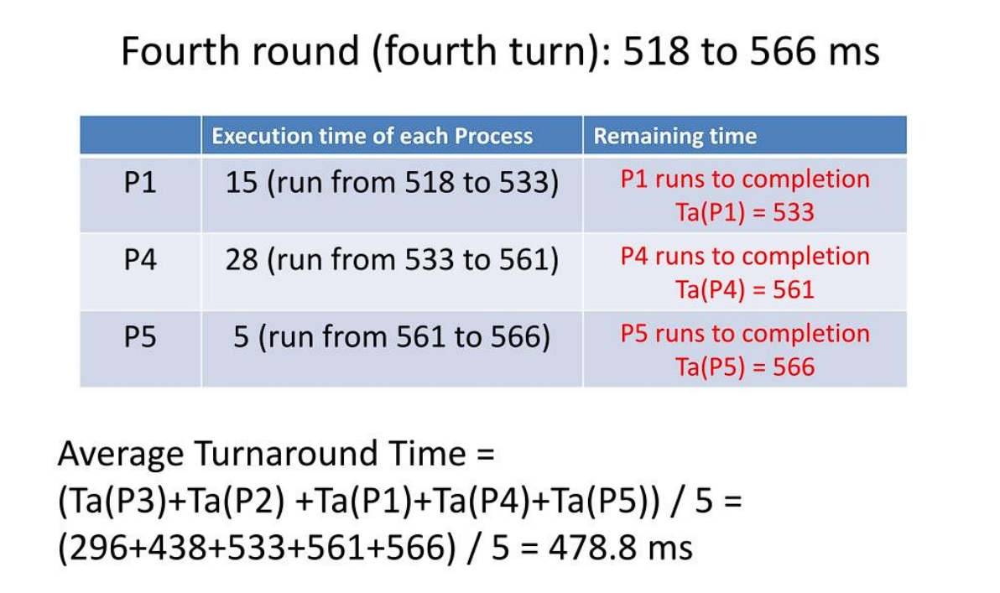 Fourth round (fourth turn): 518 to 566 ms
Execution time of each Process Remaining time
P1 15 (run from 518 to 533) P1 runs to completion
Ta(P1) = 533
P4 28 (run from 533 to 561) P4 runs to completion
Ta(P4) = 561
P5 5 (run from 561 to 566) P5 runs to completion
Ta(P5) = 566
Average Turnaround Time =
(Ta(P3)+Ta(P2) +Ta(P1)+Ta(P4)+Ta(P5)) / 5 =
(296+438+533+561+566) / 5 = 478.8 ms